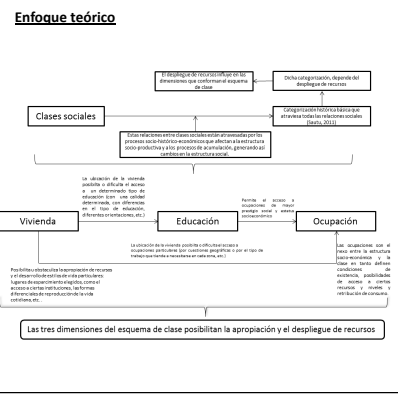 Enfoque teórico
El despliegue de recursos influye en las
dimensiones que conforman el esquema
de clase
Dicha categorización, depende del
despliegue de recursos
Clases sociales
Categorización histórica básica que
atraviesa todas las relaciones sociales
(Sautu, 2011)
Estas relaciones entre clases sociales están atravesadas por los
procesos socio-histórico-económicos que afectan a la estructura
socio-productiva y a los procesos de acumulación, generando así
cambios en la estructura social.
La ubicación de la vivienda
posibilita o dificulta el acceso
a un determinado tipo de
educación (con una calidad
determinada, con diferencias
en el tipo de educación,
diferentes orientaciones, etc.)
Permite el acceso a
ocupaciones de mayor
prestigio social y estatus
socioeconómico
Vivienda
Educación
Ocupación
La ubicación de la vivienda posibilita o dificulta el acceso a
ocupaciones particulares (por cuestiones geográficas o por el tipo de
trabajo que tiende a necesitarse en cada zona, etc.)
Las ocupaciones son el
nexo entre la estructura
socio-económica y la
clase en tanto definen
condiciones de
existencia, posibilidades
de acceso a ciertos
recursos y niveles y
retribución de consumo.
Posibilita u obstaculiza la apropiación de recursos
y el desarrollo de estilos de vida particulares:
lugares de esparcimiento elegidos, como el
acceso a ciertas instituciones, las formas
diferenciales de reproducción de la vida
cotidiana, etc.
Las tres dimensiones del esquema de clase posibilitan la apropiación y el despliegue de recursos